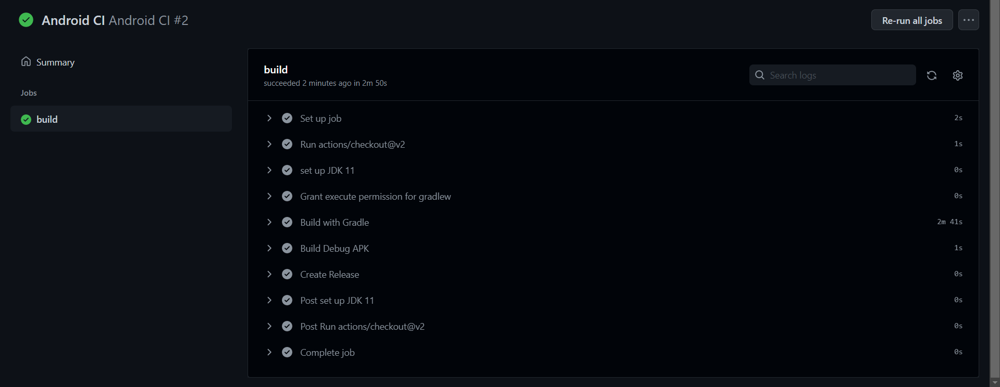 Android CI Android CI #2
Re-run all jobs
Summary
Jobs
build
build
succeeded 2 minutes ago in 2m 50s
Search logs
Set up job 2s
Run actions/checkout@v2 1s
set up JDK 11 0s
Grant execute permission for gradlew 0s
Build with Gradle 2m 41s
Build Debug APK 1s
Create Release 0s
Post set up JDK 11 0s
Post Run actions/checkout@v2 0s
Complete job 0s